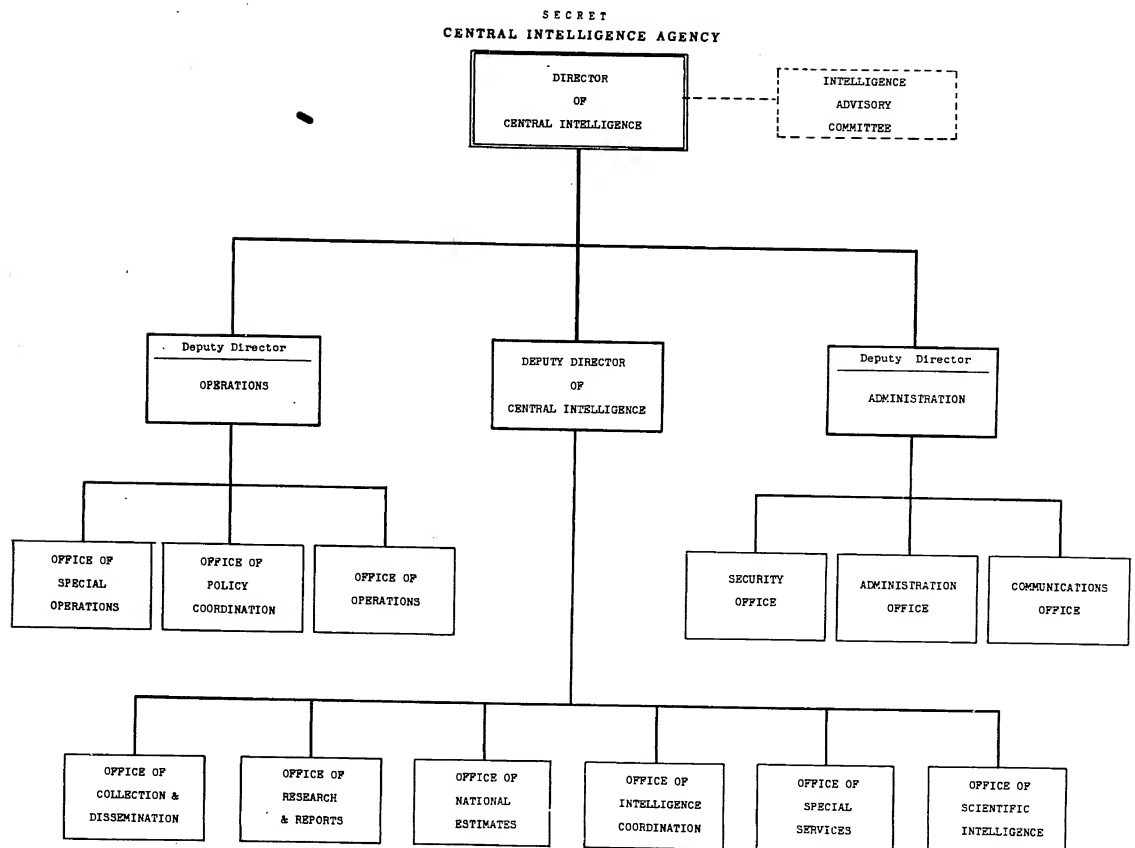 SECRET
CENTRAL INTELLIGENCE AGENCY
DIRECTOR
OF
CENTRAL INTELLIGENCE
INTELLIGENCE
ADVISORY
COMMITTEE
Deputy Director
OPERATIONS
DEPUTY DIRECTOR
OF
CENTRAL INTELLIGENCE
Deputy Director
ADMINISTRATION
OFFICE OF
SPECIAL
OPERATIONS
OFFICE OF
POLICY
COORDINATION
OFFICE OF
OPERATIONS
SECURITY
OFFICE
ADMINISTRATION
OFFICE
COMMUNICATIONS
OFFICE
OFFICE OF
COLLECTION &
DISSEMINATION
OFFICE OF
RESEARCH
& REPORTS
OFFICE OF
NATIONAL
ESTIMATES
OFFICE OF
INTELLIGENCE
COORDINATION
OFFICE OF
SPECIAL
SERVICES
OFFICE OF
SCIENTIFIC
INTELLIGENCE